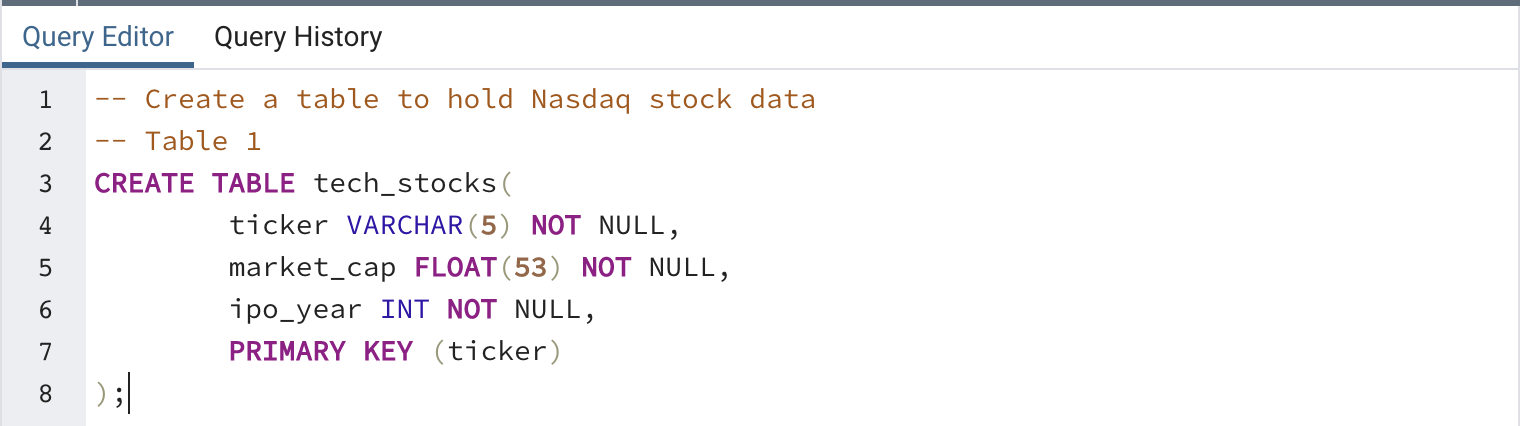 Query Editor Query History
1 -- Create a table to hold Nasdaq stock data
2 -- Table 1
3 CREATE TABLE tech_stocks(
4 ticker VARCHAR(5) NOT NULL,
5 market_cap FLOAT(53) NOT NULL,
6 ipo_year INT NOT NULL,
7 PRIMARY KEY (ticker)
8 );